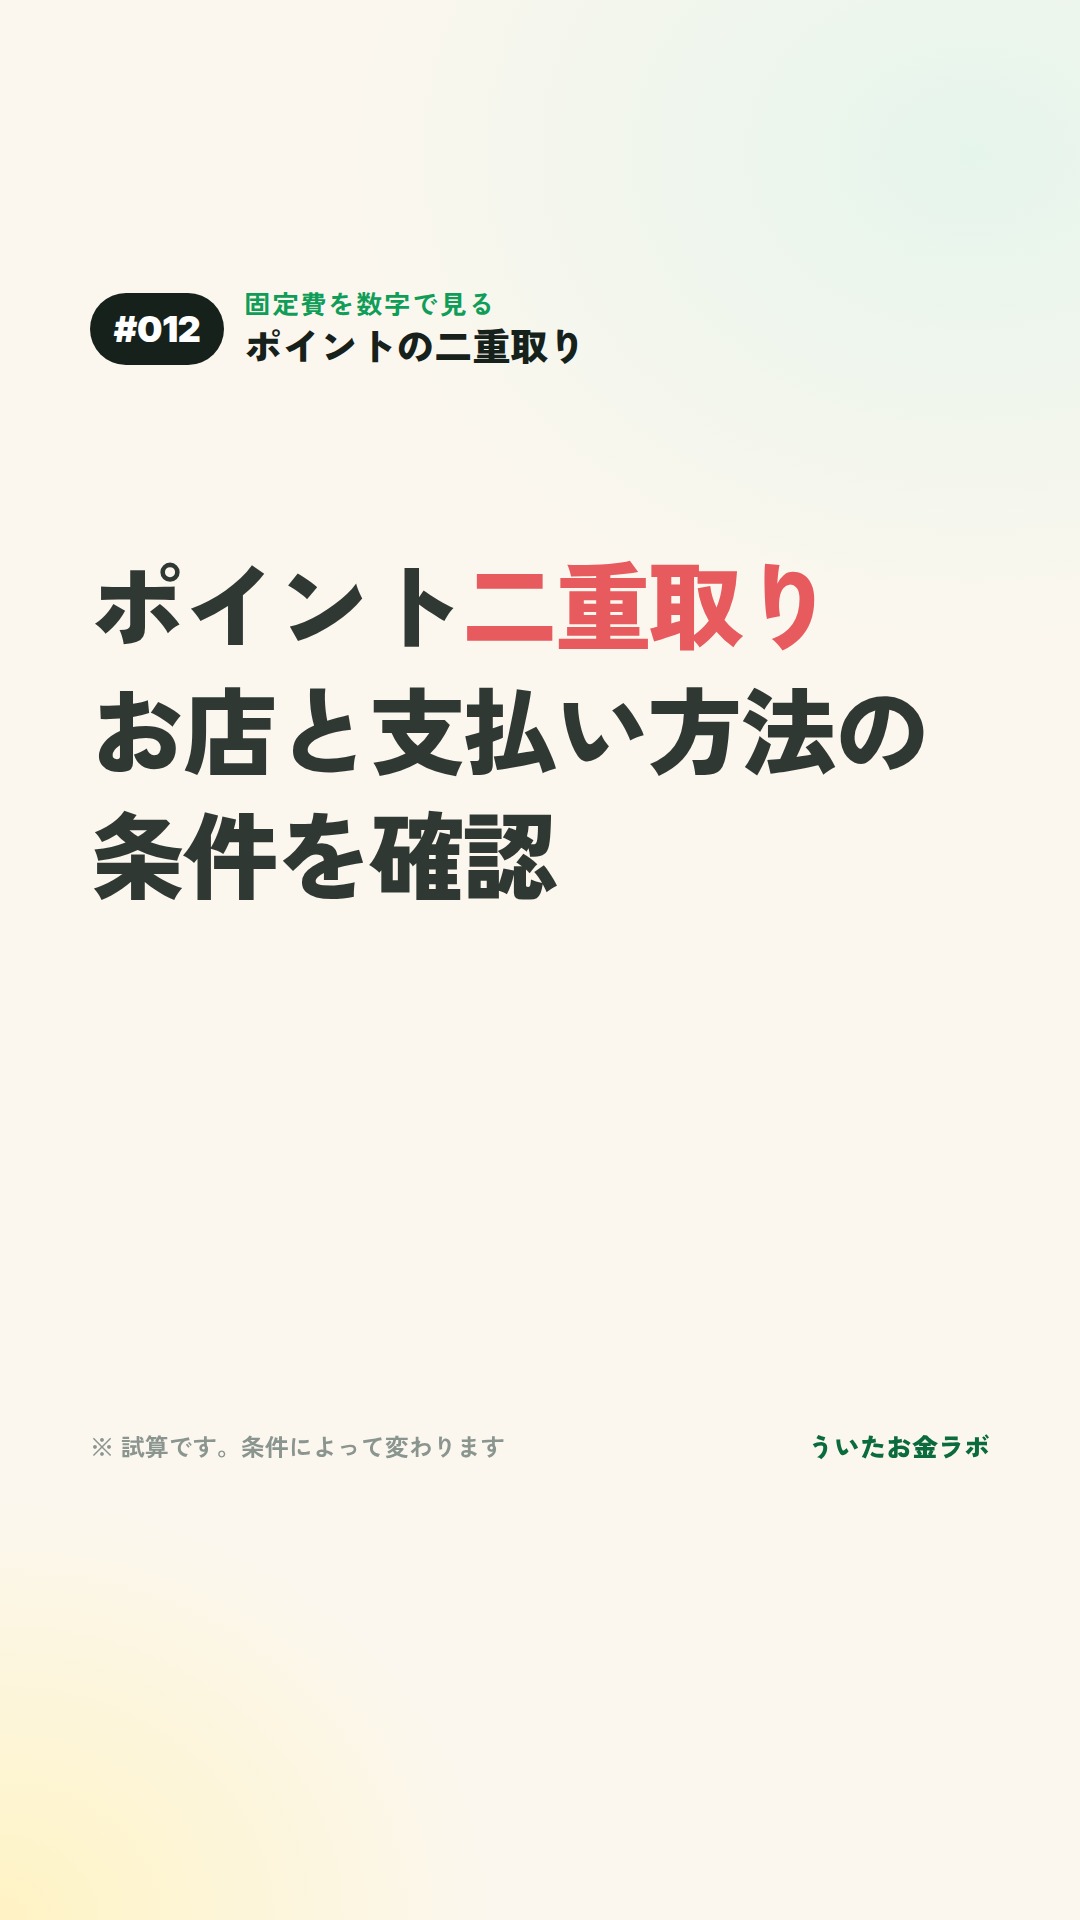 #012
固定費を数字で見る
ポイントの二重取り
ポイント二重取り
お店と支払い方法の
条件を確認
※ 試算です。条件によって変わります
ういたお金ラボ